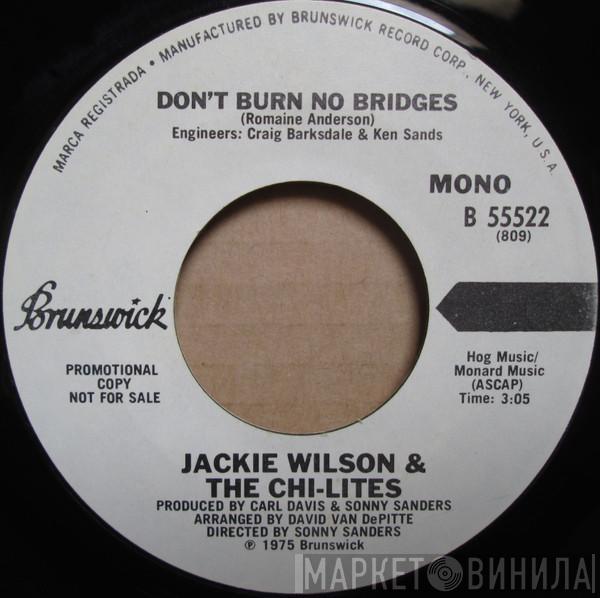 MARCA REGISTRADA • MANUFACTURED BY BRUNSWICK RECORD CORP., NEW YORK, U.S.A.
DON'T BURN NO BRIDGES
(Romaine Anderson)
Engineers: Craig Barksdale & Ken Sands
MONO
B 55522
(809)
Brunswick
PROMOTIONAL
COPY
NOT FOR SALE
Hog Music/
Monard Music
(ASCAP)
Time: 3:05
JACKIE WILSON &
THE CHI-LITES
PRODUCED BY CARL DAVIS & SONNY SANDERS
ARRANGED BY DAVID VAN DePITTE
DIRECTED BY SONNY SANDERS
℗ 1975 Brunswick
МАРКЕТ ВИНИЛА